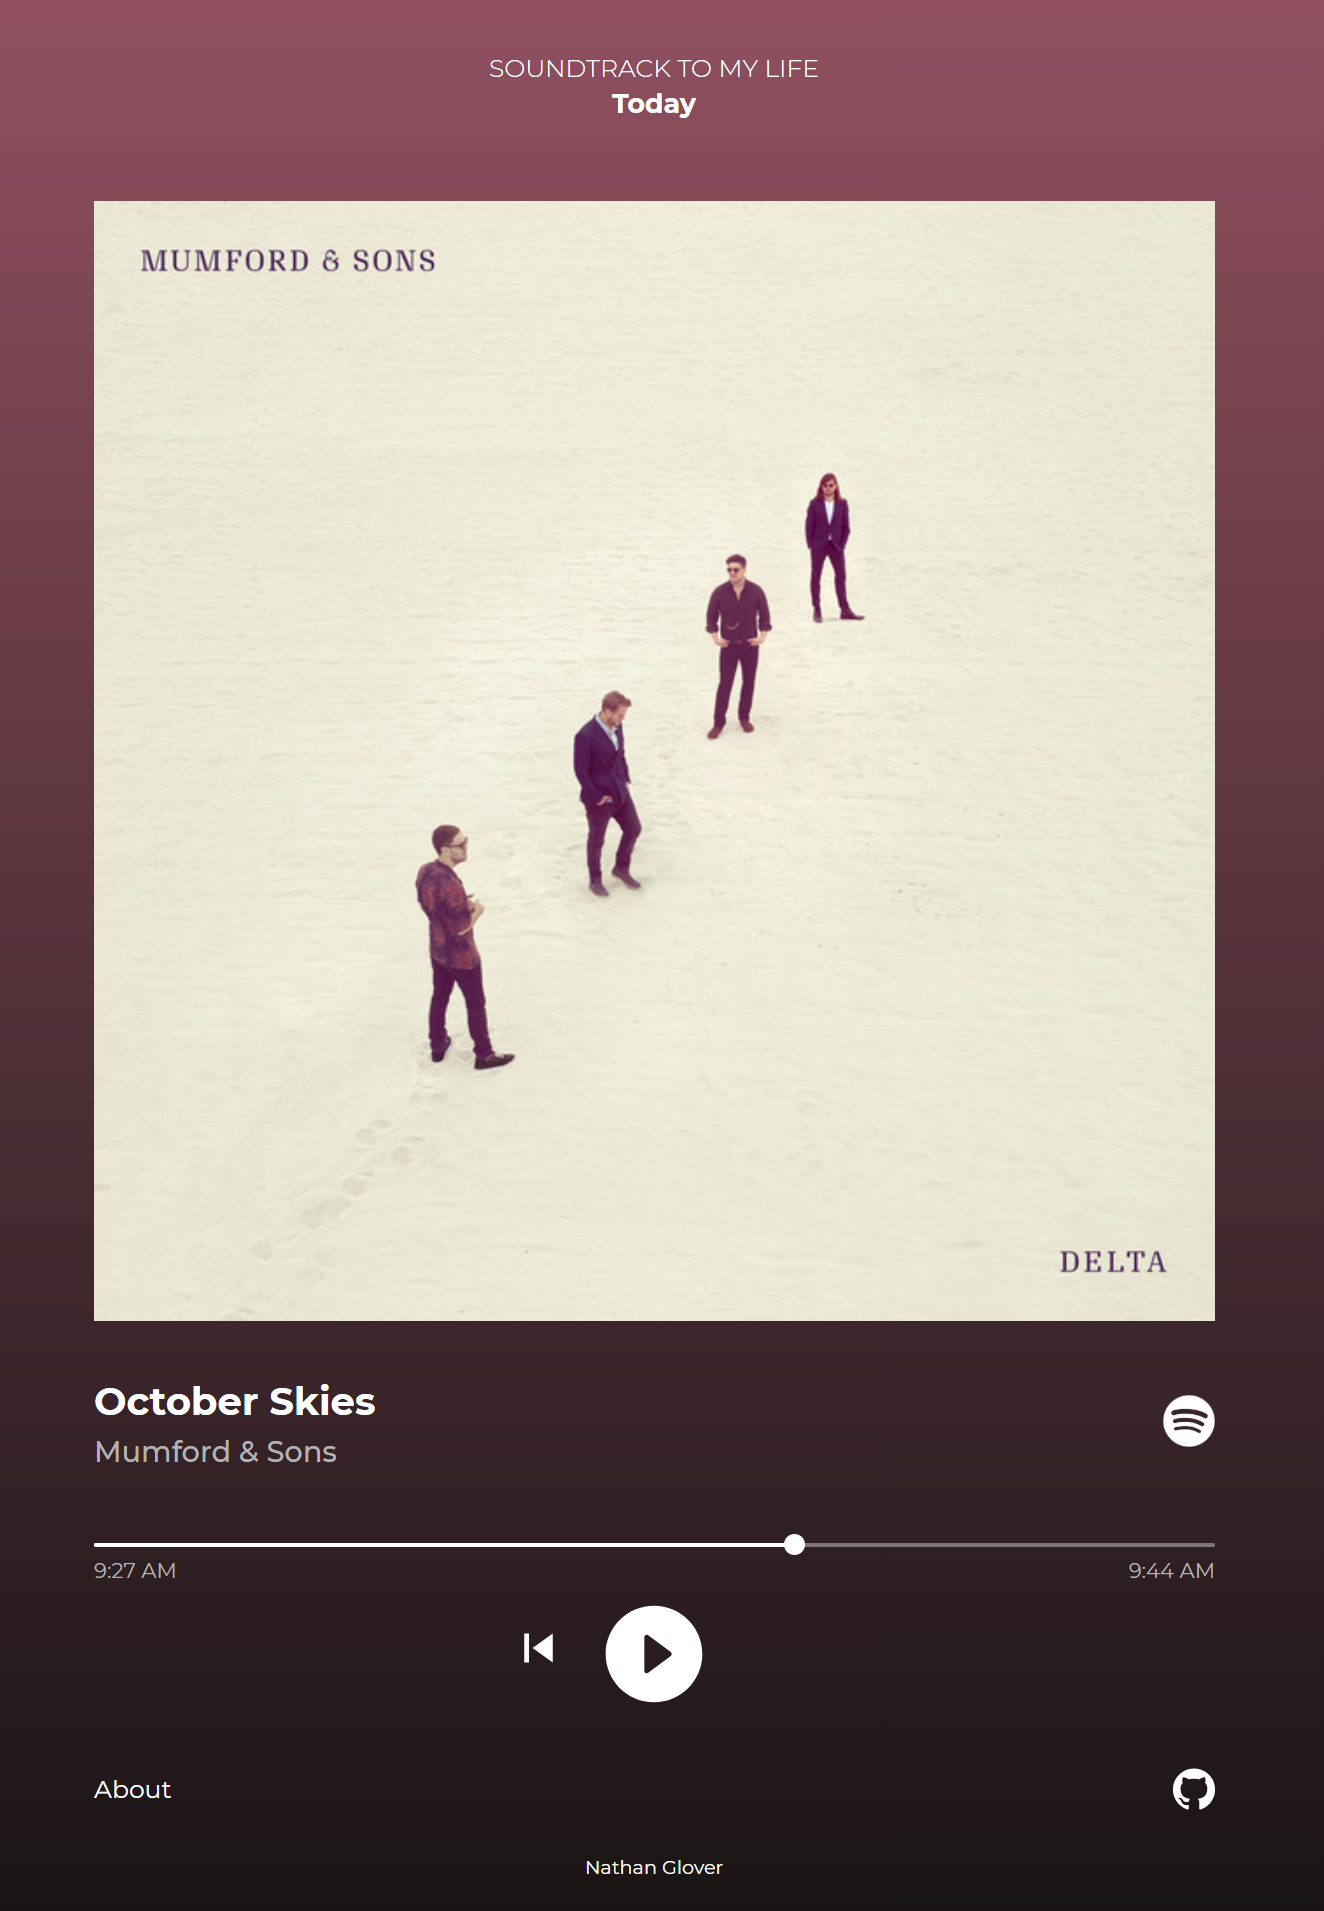 SOUNDTRACK TO MY LIFE
Today
MUMFORD & SONS
DELTA
October Skies
Mumford & Sons
9:27 AM
9:44 AM
About
Nathan Glover